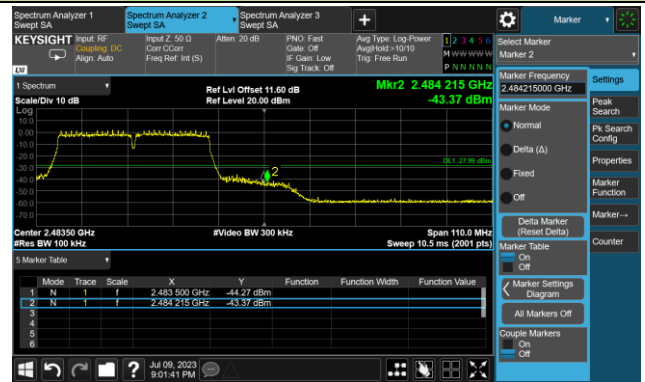 Spectrum Analyzer 1
Swept SA
Spectrum Analyzer 2
Swept SA
Spectrum Analyzer 3
Swept SA
+
Marker
KEYSIGHT
Input: RF
Coupling: DC
Align: Auto
Input Z: 50 Ω
Corr CCorr
Freq Ref: Int (S)
Atten: 20 dB
PNO: Fast
Gate: Off
IF Gain: Low
Sig Track: Off
Avg Type: Log-Power
Avg|Hold:>10/10
Trig: Free Run
1 2 3 4 5 6
M W W W W W
P N N N N N
LXI
Select Marker
Marker 2
1 Spectrum
Scale/Div 10 dB
Log
Ref Lvl Offset 11.60 dB
Ref Level 20.00 dBm
Mkr2 2.484 215 GHz
-43.37 dBm
10.0
0.00
-10.0
-20.0
-30.0
-40.0
-50.0
-60.0
-70.0
2
DL1 -27.99 dBm
Center 2.48350 GHz
#Res BW 100 kHz
#Video BW 300 kHz
Span 110.0 MHz
Sweep 10.5 ms (2001 pts)
5 Marker Table
Mode Trace Scale X Y Function Function Width Function Value
1 N 1 f 2.483 500 GHz -44.27 dBm
2 N 1 f 2.484 215 GHz -43.37 dBm
3
4
5
6
Marker Frequency
2.484215000 GHz
Marker Mode
Normal
Delta (Δ)
Fixed
Off
Delta Marker
(Reset Delta)
Marker Table
On
Off
Marker Settings
Diagram
All Markers Off
Couple Markers
On
Off
Settings
Peak
Search
Pk Search
Config
Properties
Marker
Function
Marker→
Counter
?
Jul 09, 2023
9:01:41 PM